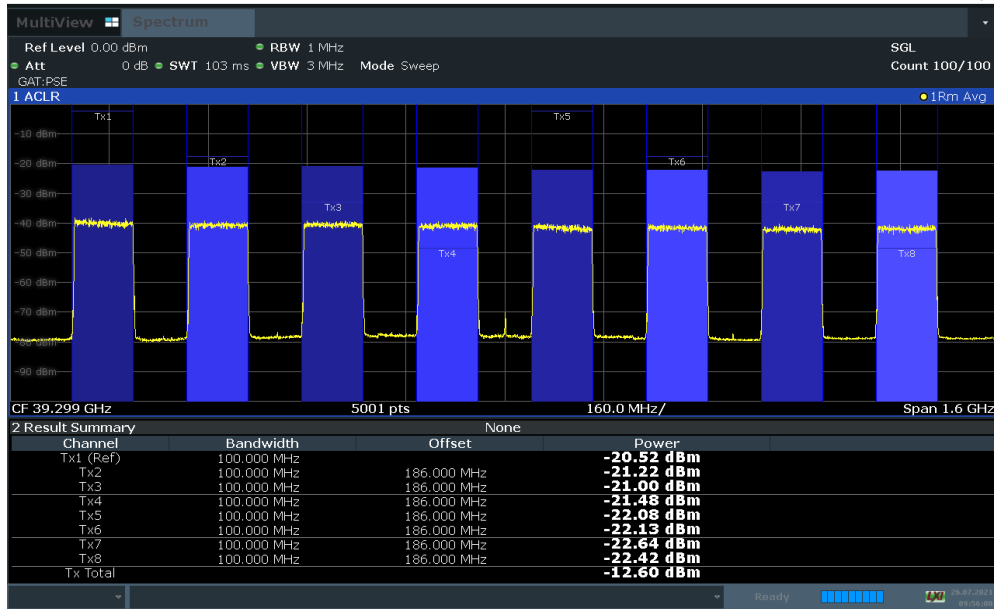 MultiView Spectrum
Ref Level 0.00 dBm RBW 1 MHz SGL
Att 0 dB SWT 103 ms VBW 3 MHz Mode Sweep Count 100/100
GAT:PSE
1 ACLR 1Rm Avg
Tx1 Tx5
-10 dBm
-20 dBm Tx2 Tx6
-30 dBm
Tx3 Tx7
-40 dBm
-50 dBm Tx4 Tx8
-60 dBm
-70 dBm
-80 dBm
-90 dBm
CF 39.299 GHz 5001 pts 160.0 MHz/ Span 1.6 GHz
2 Result Summary None
Channel Bandwidth Offset Power
Tx1 (Ref) 100.000 MHz -20.52 dBm
Tx2 100.000 MHz 186.000 MHz -21.22 dBm
Tx3 100.000 MHz 186.000 MHz -21.00 dBm
Tx4 100.000 MHz 186.000 MHz -21.48 dBm
Tx5 100.000 MHz 186.000 MHz -22.08 dBm
Tx6 100.000 MHz 186.000 MHz -22.13 dBm
Tx7 100.000 MHz 186.000 MHz -22.64 dBm
Tx8 100.000 MHz 186.000 MHz -22.42 dBm
Tx Total -12.60 dBm
Ready 26.07.2021
09:56:08